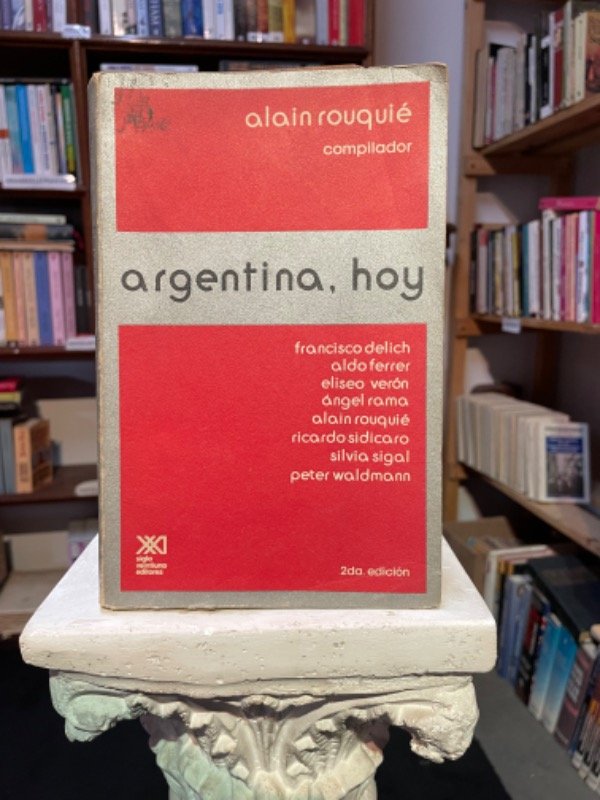 alain rouquié
compilador
argentina, hoy
francisco delich
aldo ferrer
eliseo verón
ángel rama
alain rouquié
ricardo sidicaro
silvia sigal
peter waldmann
siglo
veintiuno
editores
2da. edición